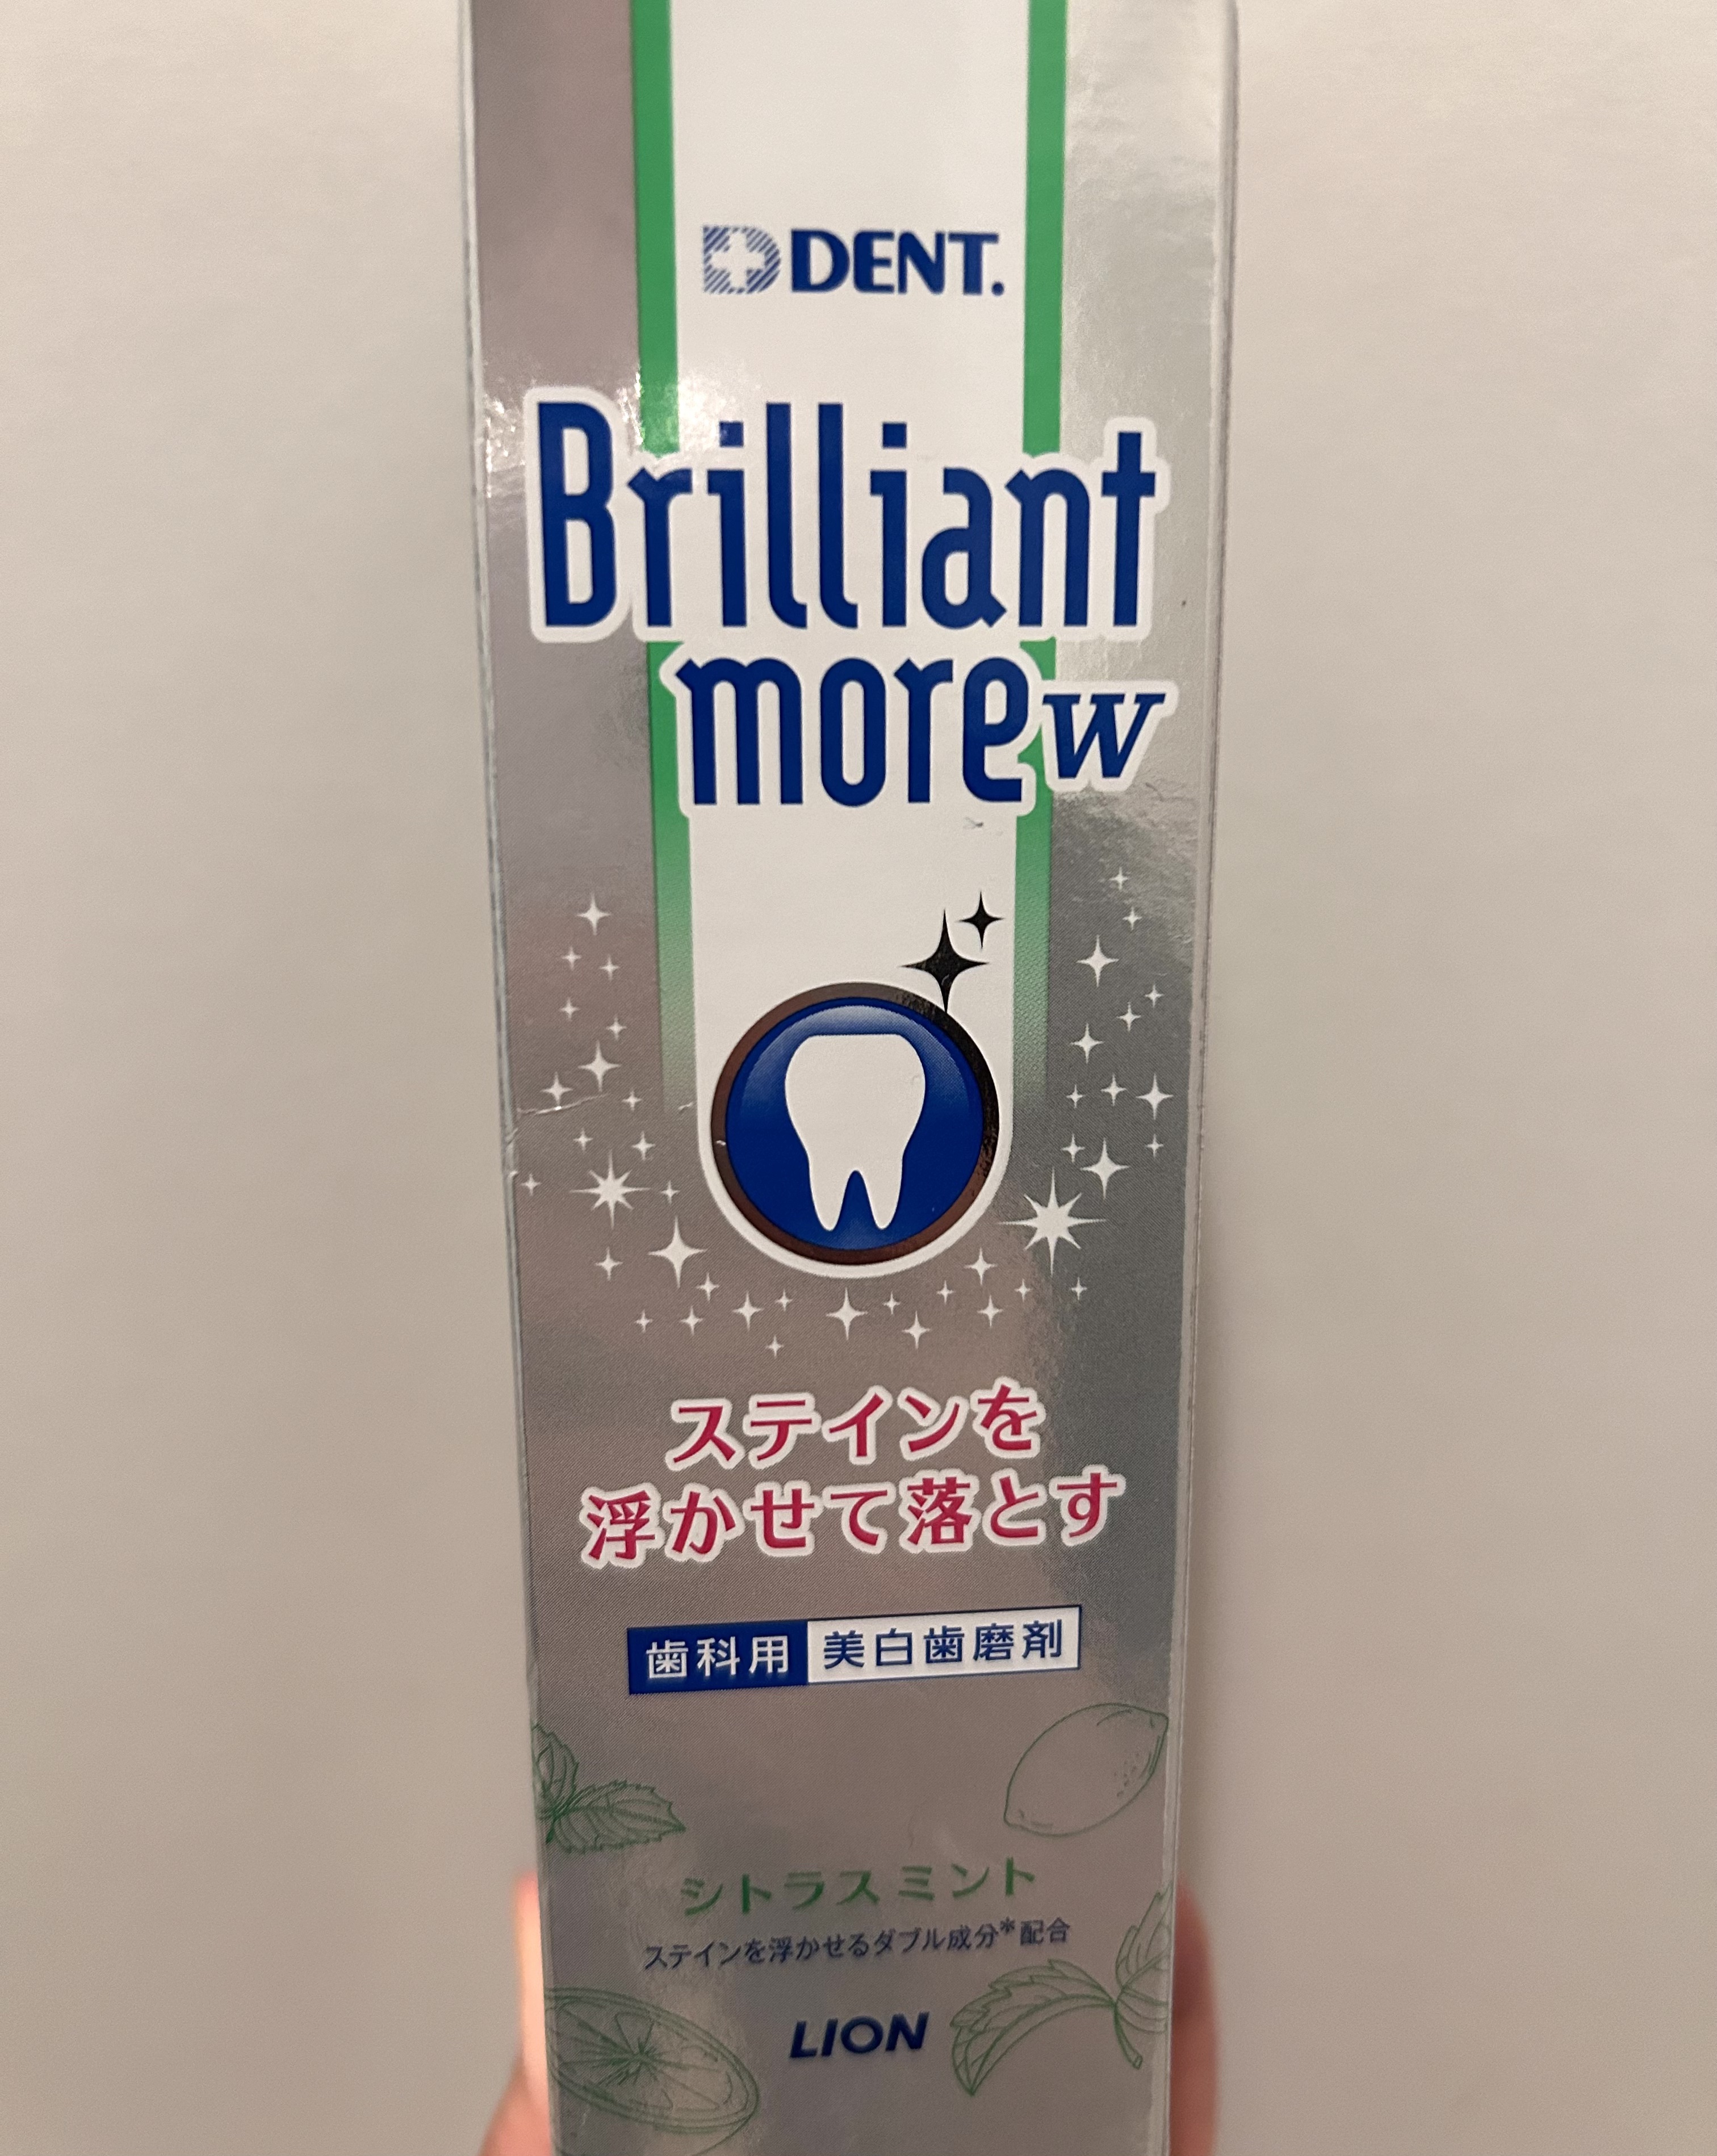 DENT.
Brilliant
more w
ステインを
浮かせて落とす
歯科用 美白歯磨剤
シトラスミント
ステインを浮かせるダブル成分*配合
LION